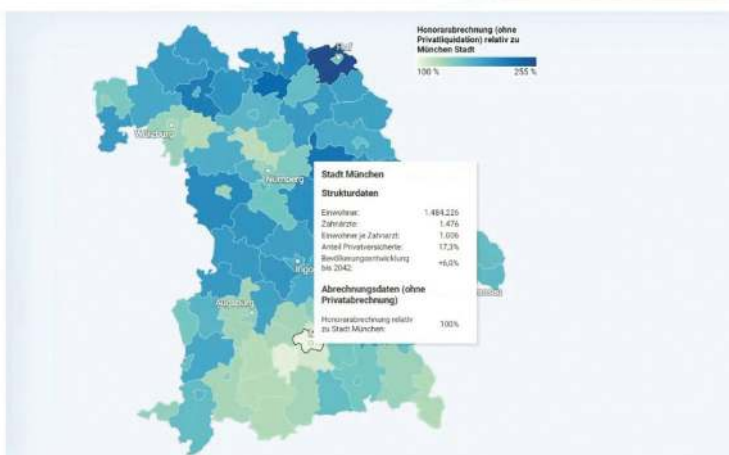 Honorarabrechnung (ohne
Privatliquidation) relativ zu
München Stadt
100 %
255 %
Hof
Würzburg
Nürnberg
Stadt München
Strukturdaten
Einwohner: 1.484.226
Zahnärzte: 1.476
Einwohner je Zahnarzt: 1.006
Anteil Privatversicherte: 17,3%
Bevölkerungsentwicklung
bis 2042: +6,0%
Ingo
Augsburg
Abrechnungsdaten (ohne
Privatabrechnung)
Honorarabrechnung relativ
zu Stadt München: 100%